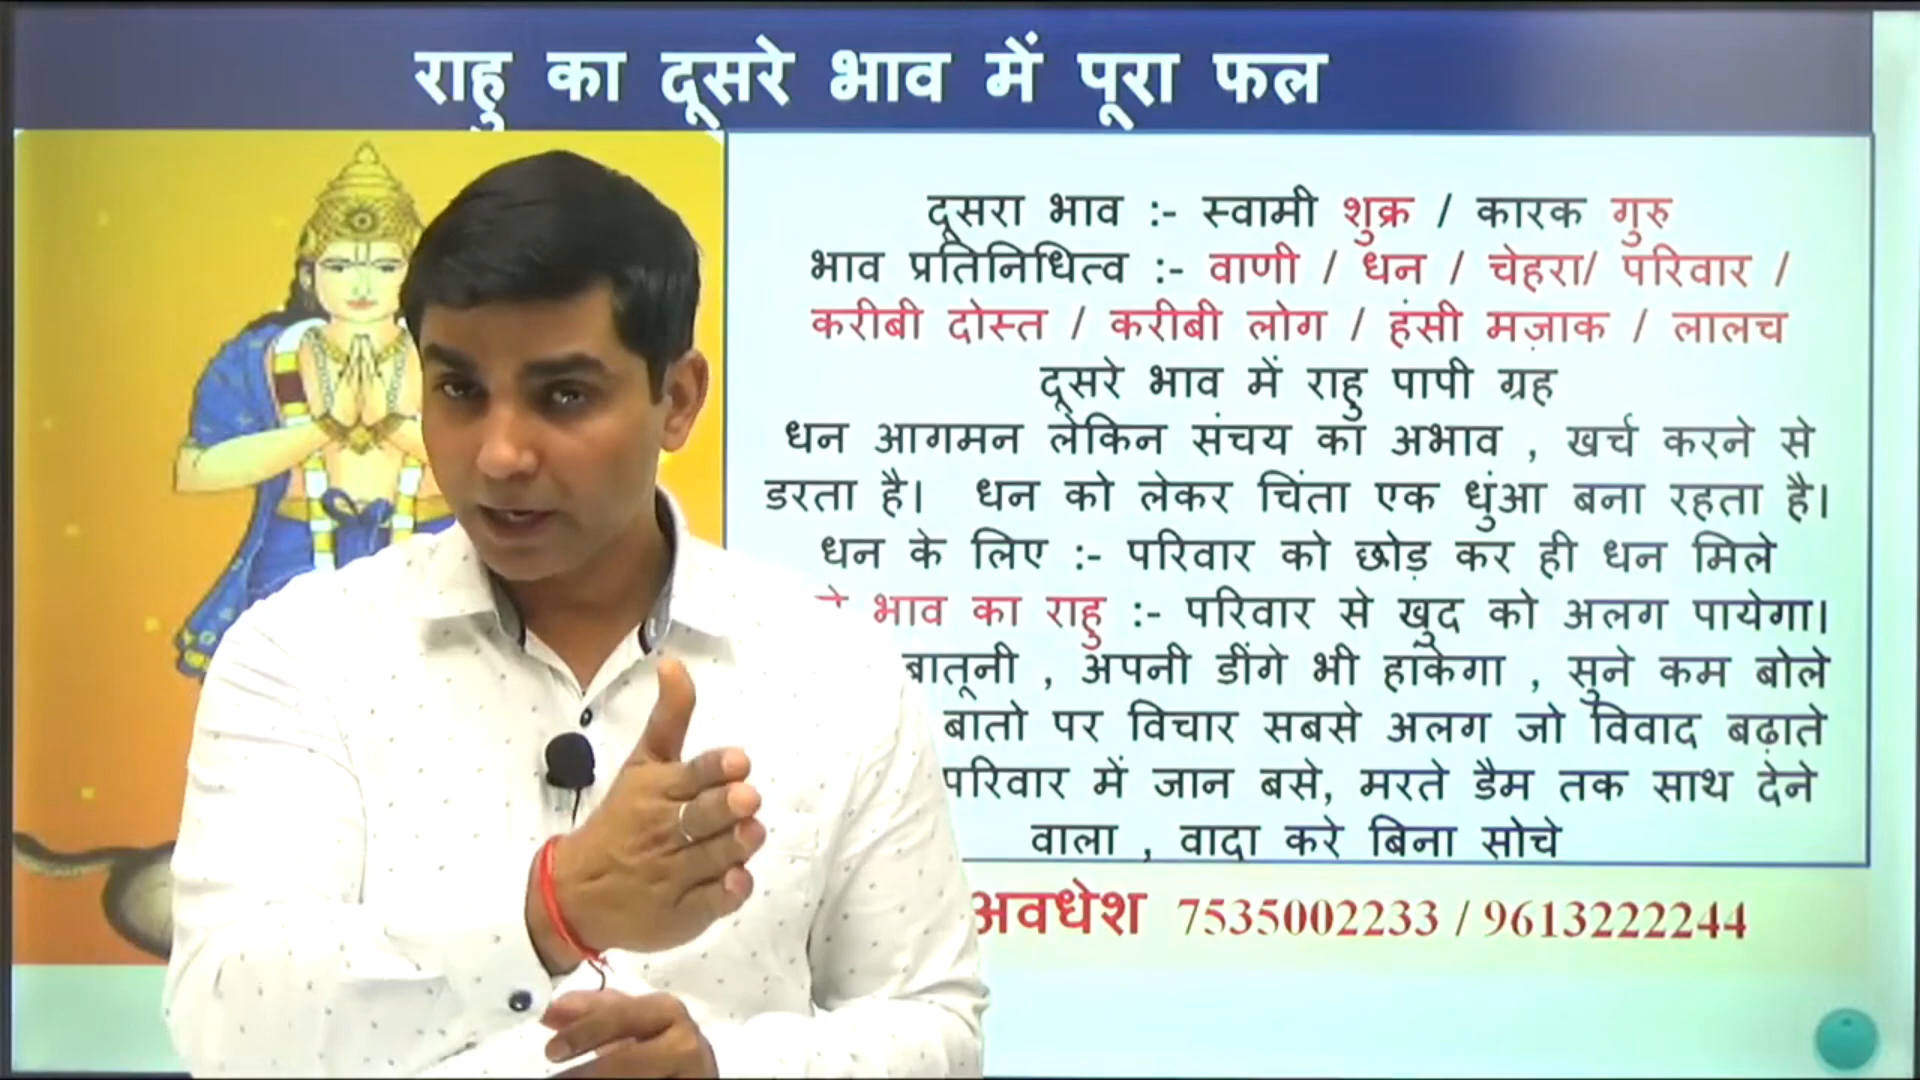 राहु का दूसरे भाव में पूरा फल
दूसरा भाव :- स्वामी शुक्र / कारक गुरु
भाव प्रतिनिधित्व :- वाणी / धन / चेहरा/ परिवार /
करीबी दोस्त / करीबी लोग / हंसी मज़ाक / लालच
दूसरे भाव में राहु पापी ग्रह
धन आगमन लेकिन संचय का अभाव , खर्च करने से
डरता है। धन को लेकर चिंता एक धुंआ बना रहता है।
धन के लिए :- परिवार को छोड़ कर ही धन मिले
भाव का राहु :- परिवार से खुद को अलग पायेगा।
बातूनी , अपनी डींगे भी हांकेगा , सुने कम बोले
बातो पर विचार सबसे अलग जो विवाद बढ़ाते
परिवार में जान बसे, मरते डैम तक साथ देने
वाला , वादा करे बिना सोचे
अवधेश 7535002233 / 9613222244